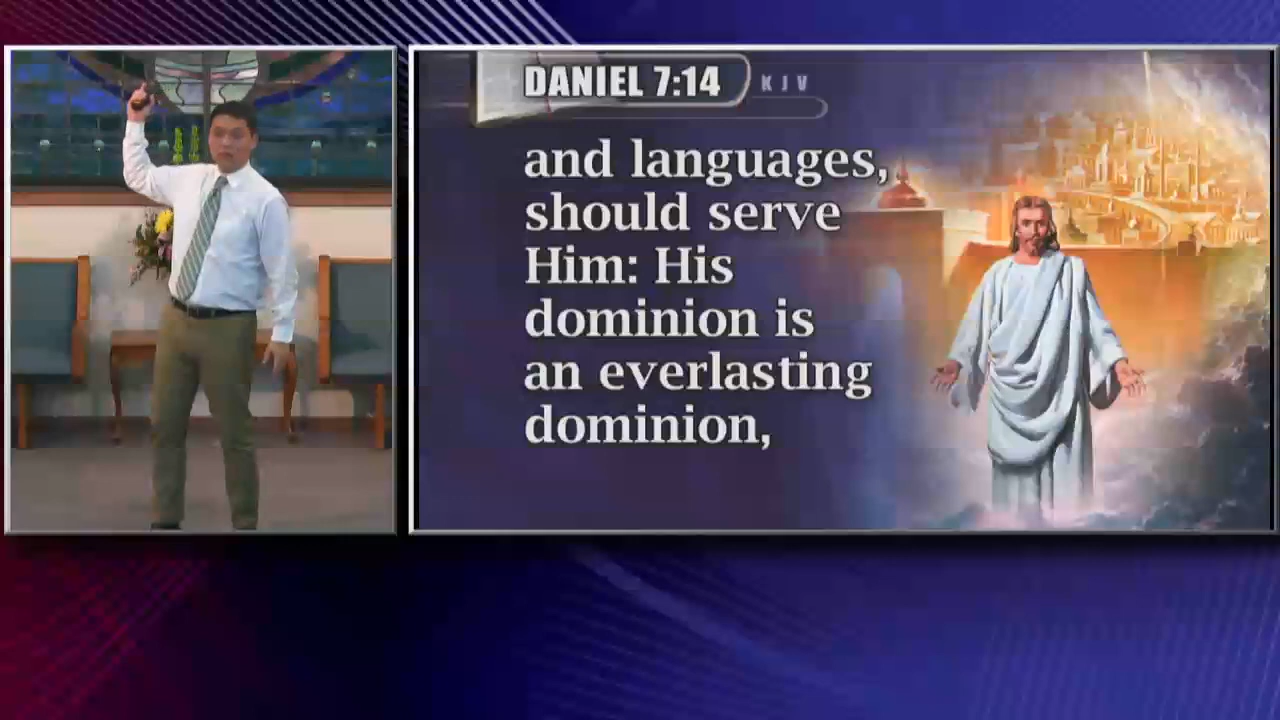 DANIEL 7:14 KJV
and languages,
should serve
Him: His
dominion is
an everlasting
dominion,